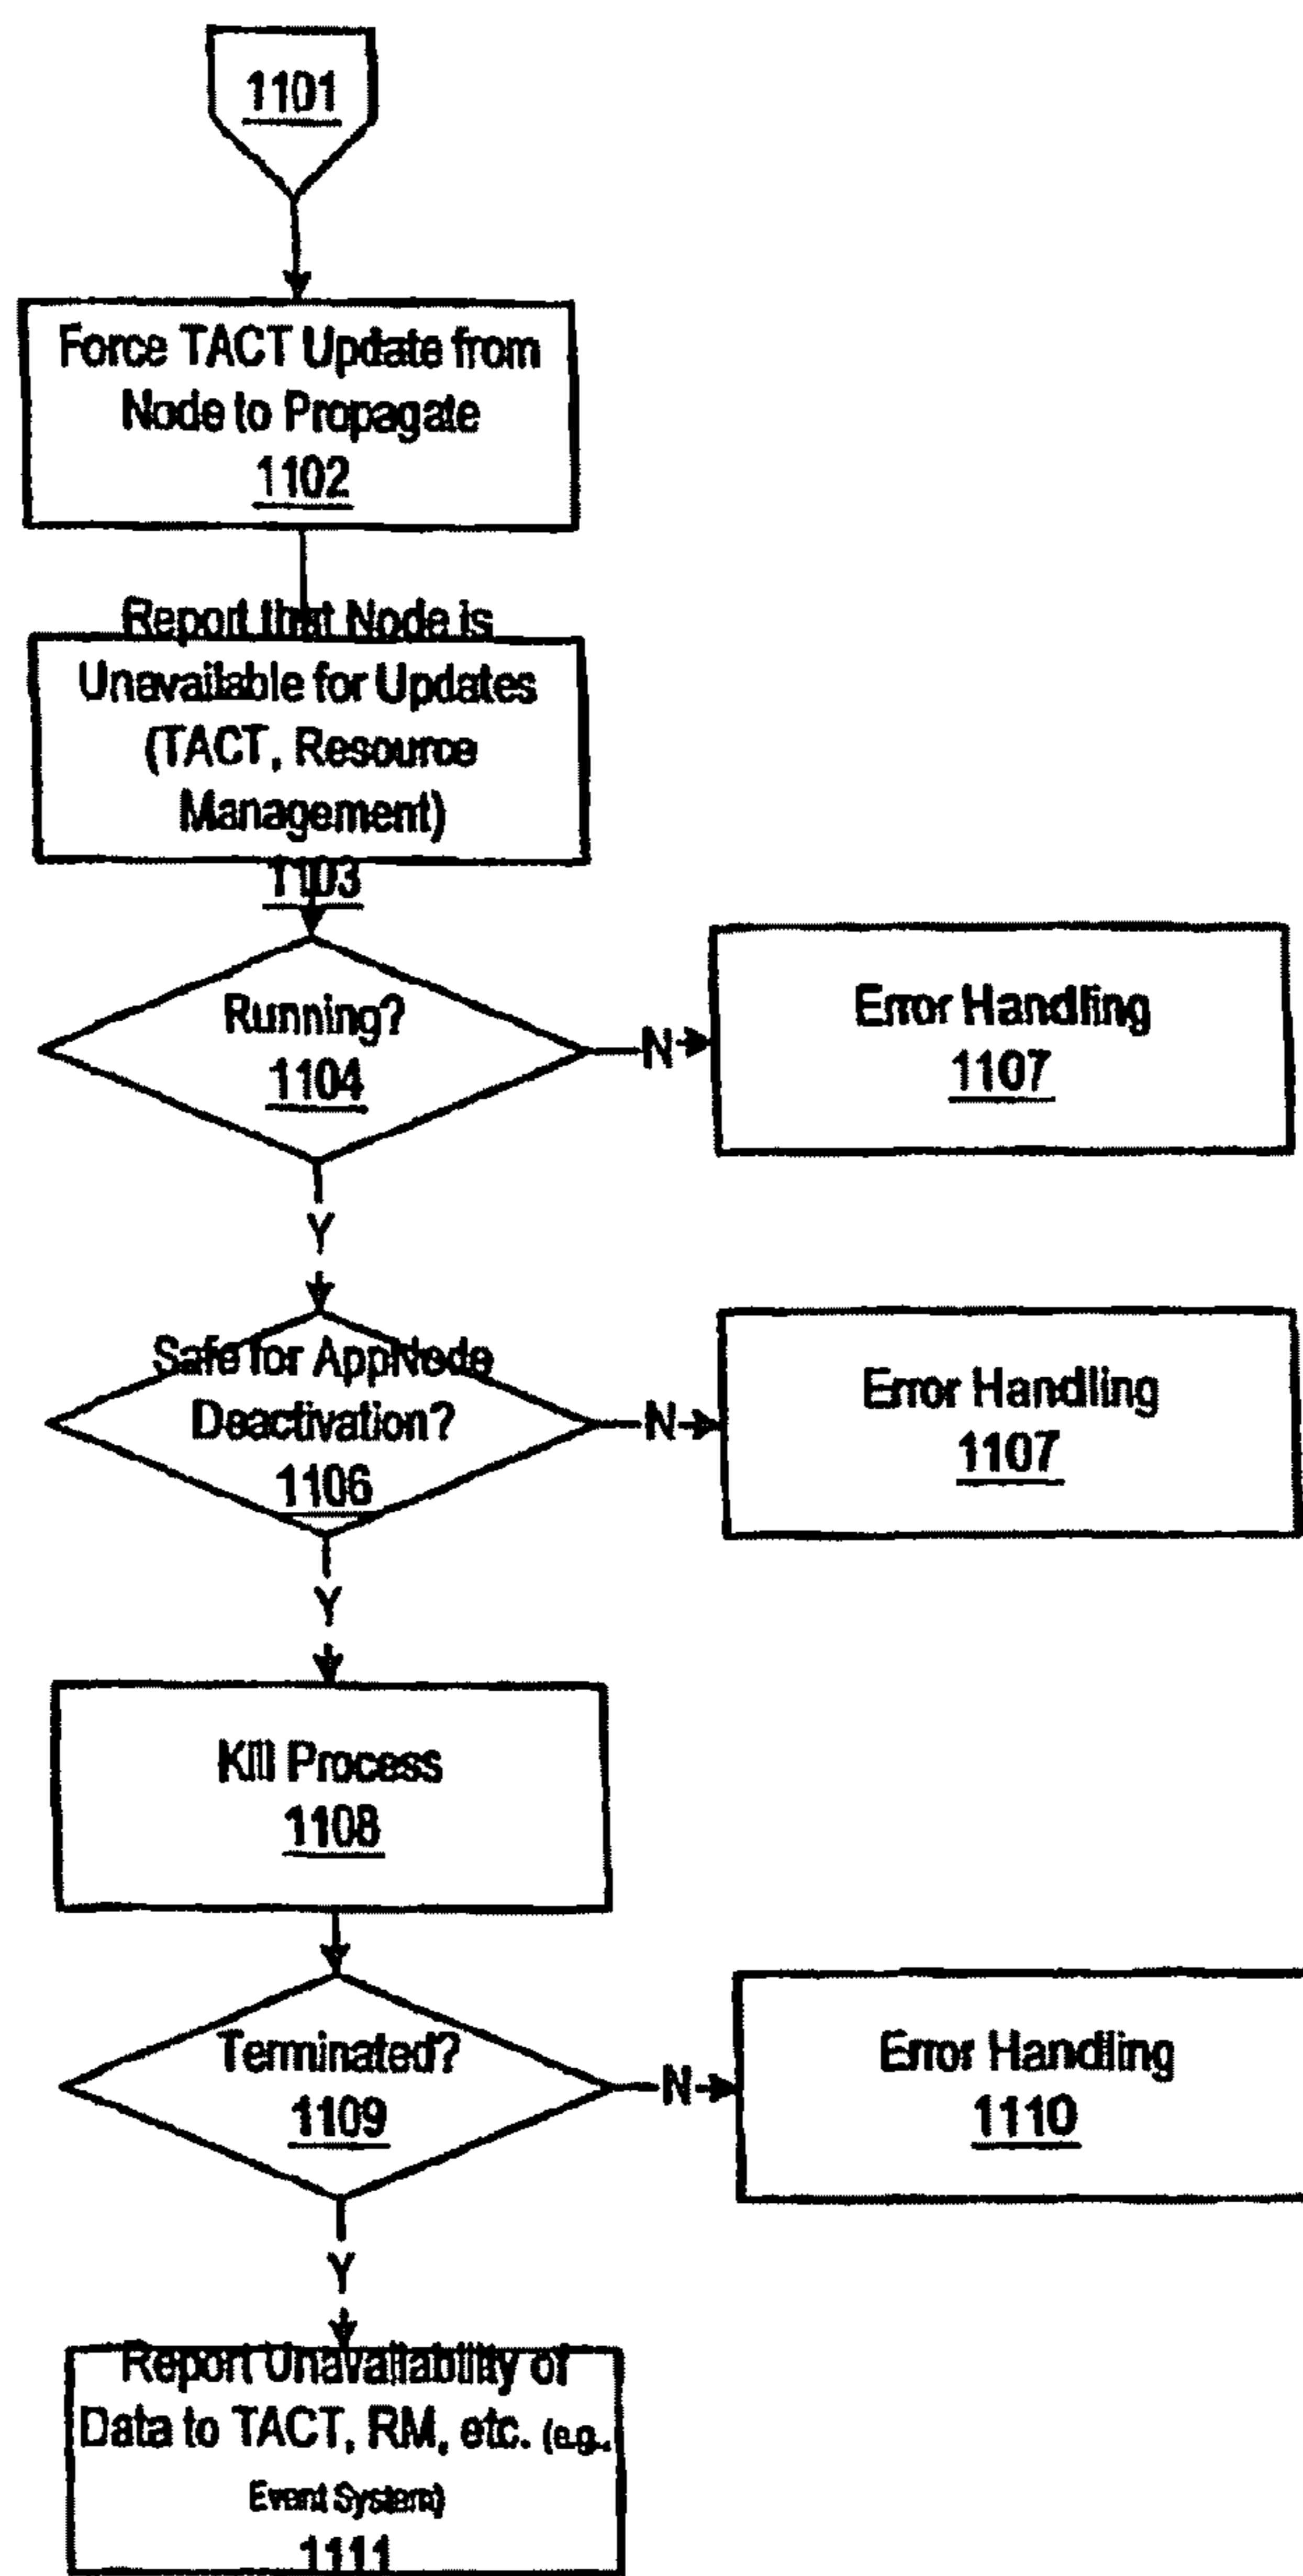 1101
Force TACT Update from
Node to Propagate
1102
Report that Node is
Unavailable for Updates
(TACT, Resource
Management)
1103
Running?
1104
N
Error Handling
1107
Y
Safe for AppNode
Deactivation?
1106
N
Error Handling
1107
Y
Kill Process
1108
Terminated?
1109
N
Error Handling
1110
Y
Report Unavailability of
Data to TACT, RM, etc. (e.g.,
Event System)
1111